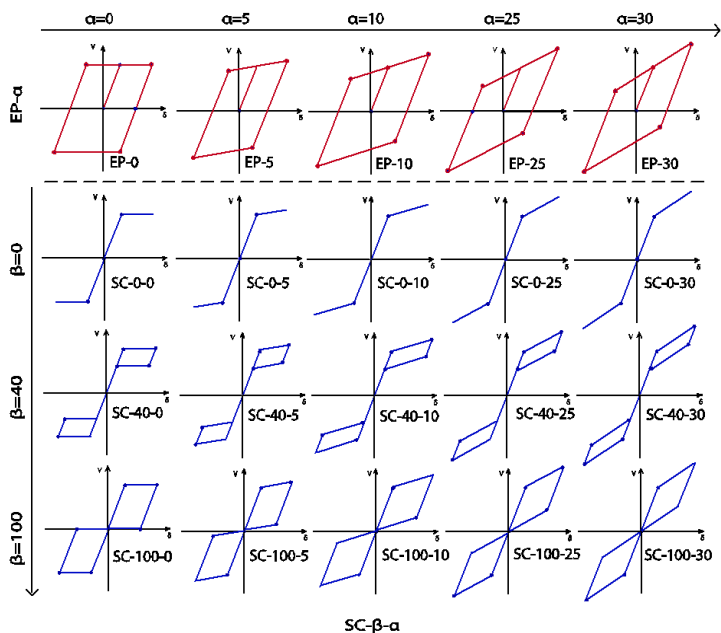 α=0 α=5 α=10 α=25 α=30
EP-α
v v v v v
δ δ δ δ δ
EP-0 EP-5 EP-10 EP-25 EP-30
β=0
v v v v v
δ δ δ δ δ
SC-0-0 SC-0-5 SC-0-10 SC-0-25 SC-0-30
β=40
v v v v v
δ δ δ δ δ
SC-40-0 SC-40-5 SC-40-10 SC-40-25 SC-40-30
β=100
v v v v v
δ δ δ δ δ
SC-100-0 SC-100-5 SC-100-10 SC-100-25 SC-100-30
SC-β-α